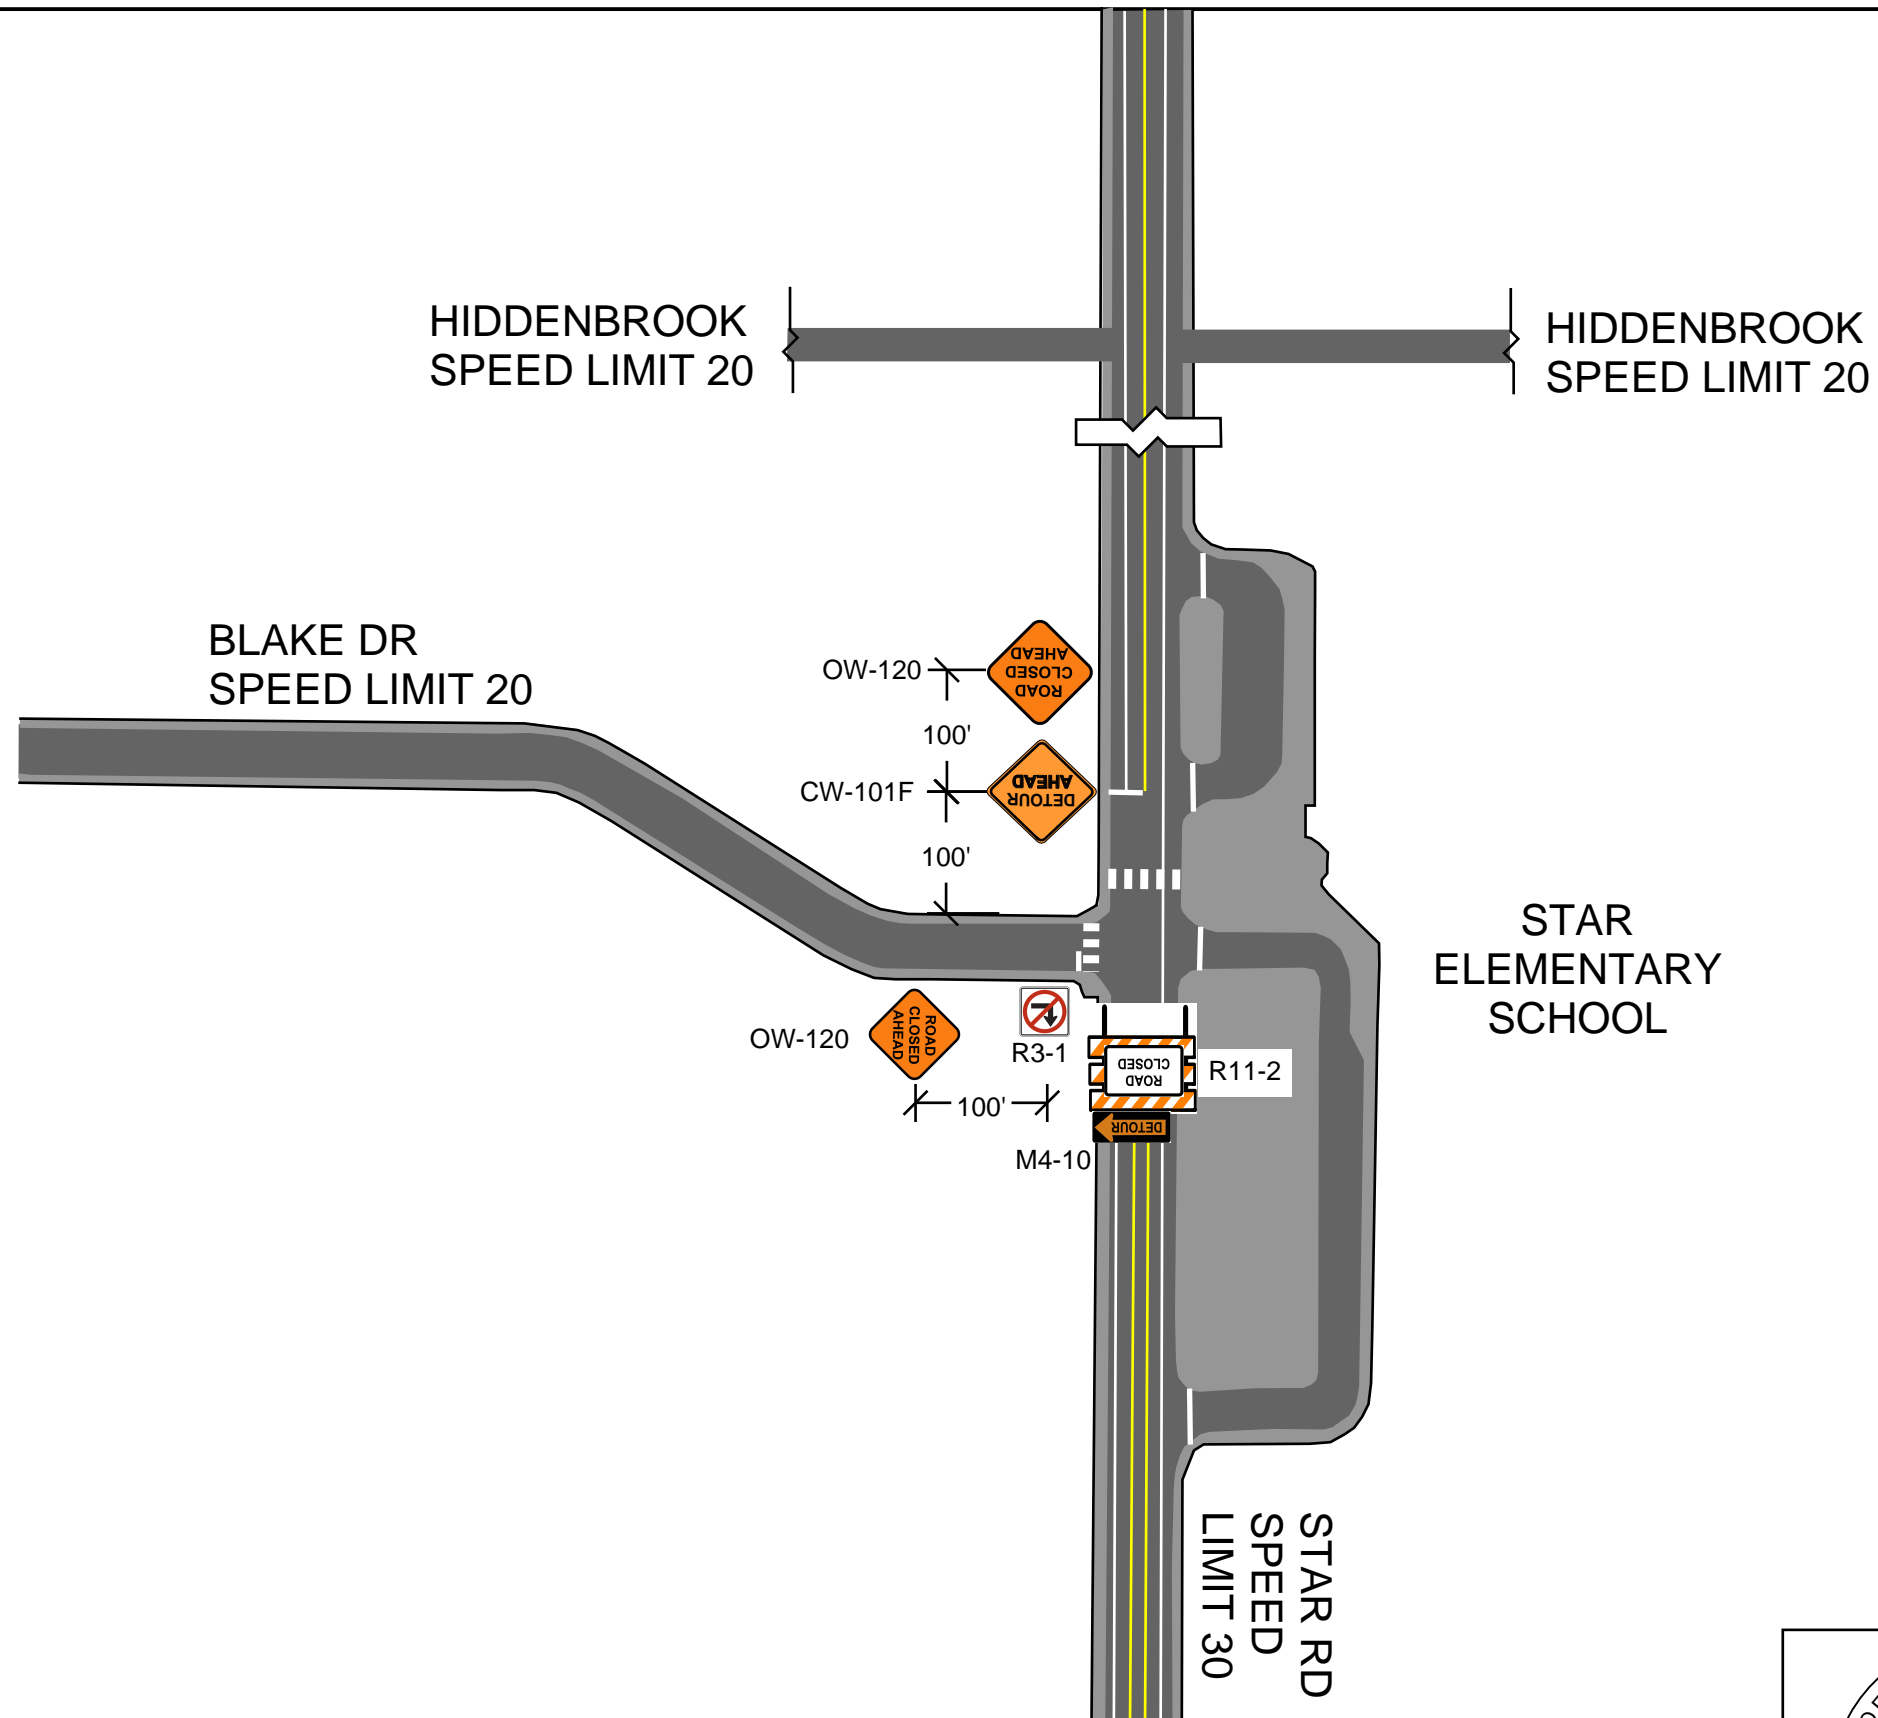 HIDDENBROOK
SPEED LIMIT 20
HIDDENBROOK
SPEED LIMIT 20
BLAKE DR
SPEED LIMIT 20
OW-120
ROAD
CLOSED
AHEAD
100'
CW-101F
DETOUR
AHEAD
100'
STAR
ELEMENTARY
SCHOOL
OW-120
ROAD
CLOSED
AHEAD
R3-1
100'
ROAD
CLOSED
R11-2
DETOUR
M4-10
STAR RD
SPEED
LIMIT 30